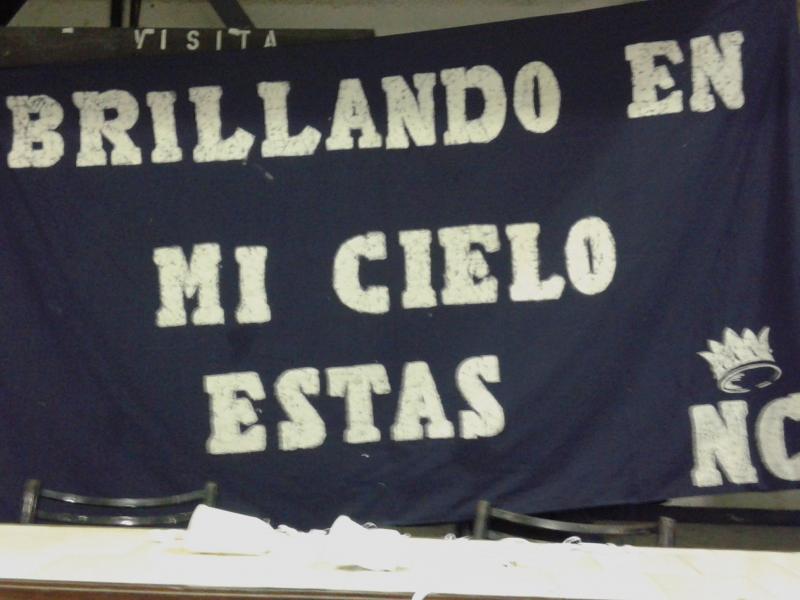 VISITA
BRILLANDO EN
MI CIELO
ESTAS
NC